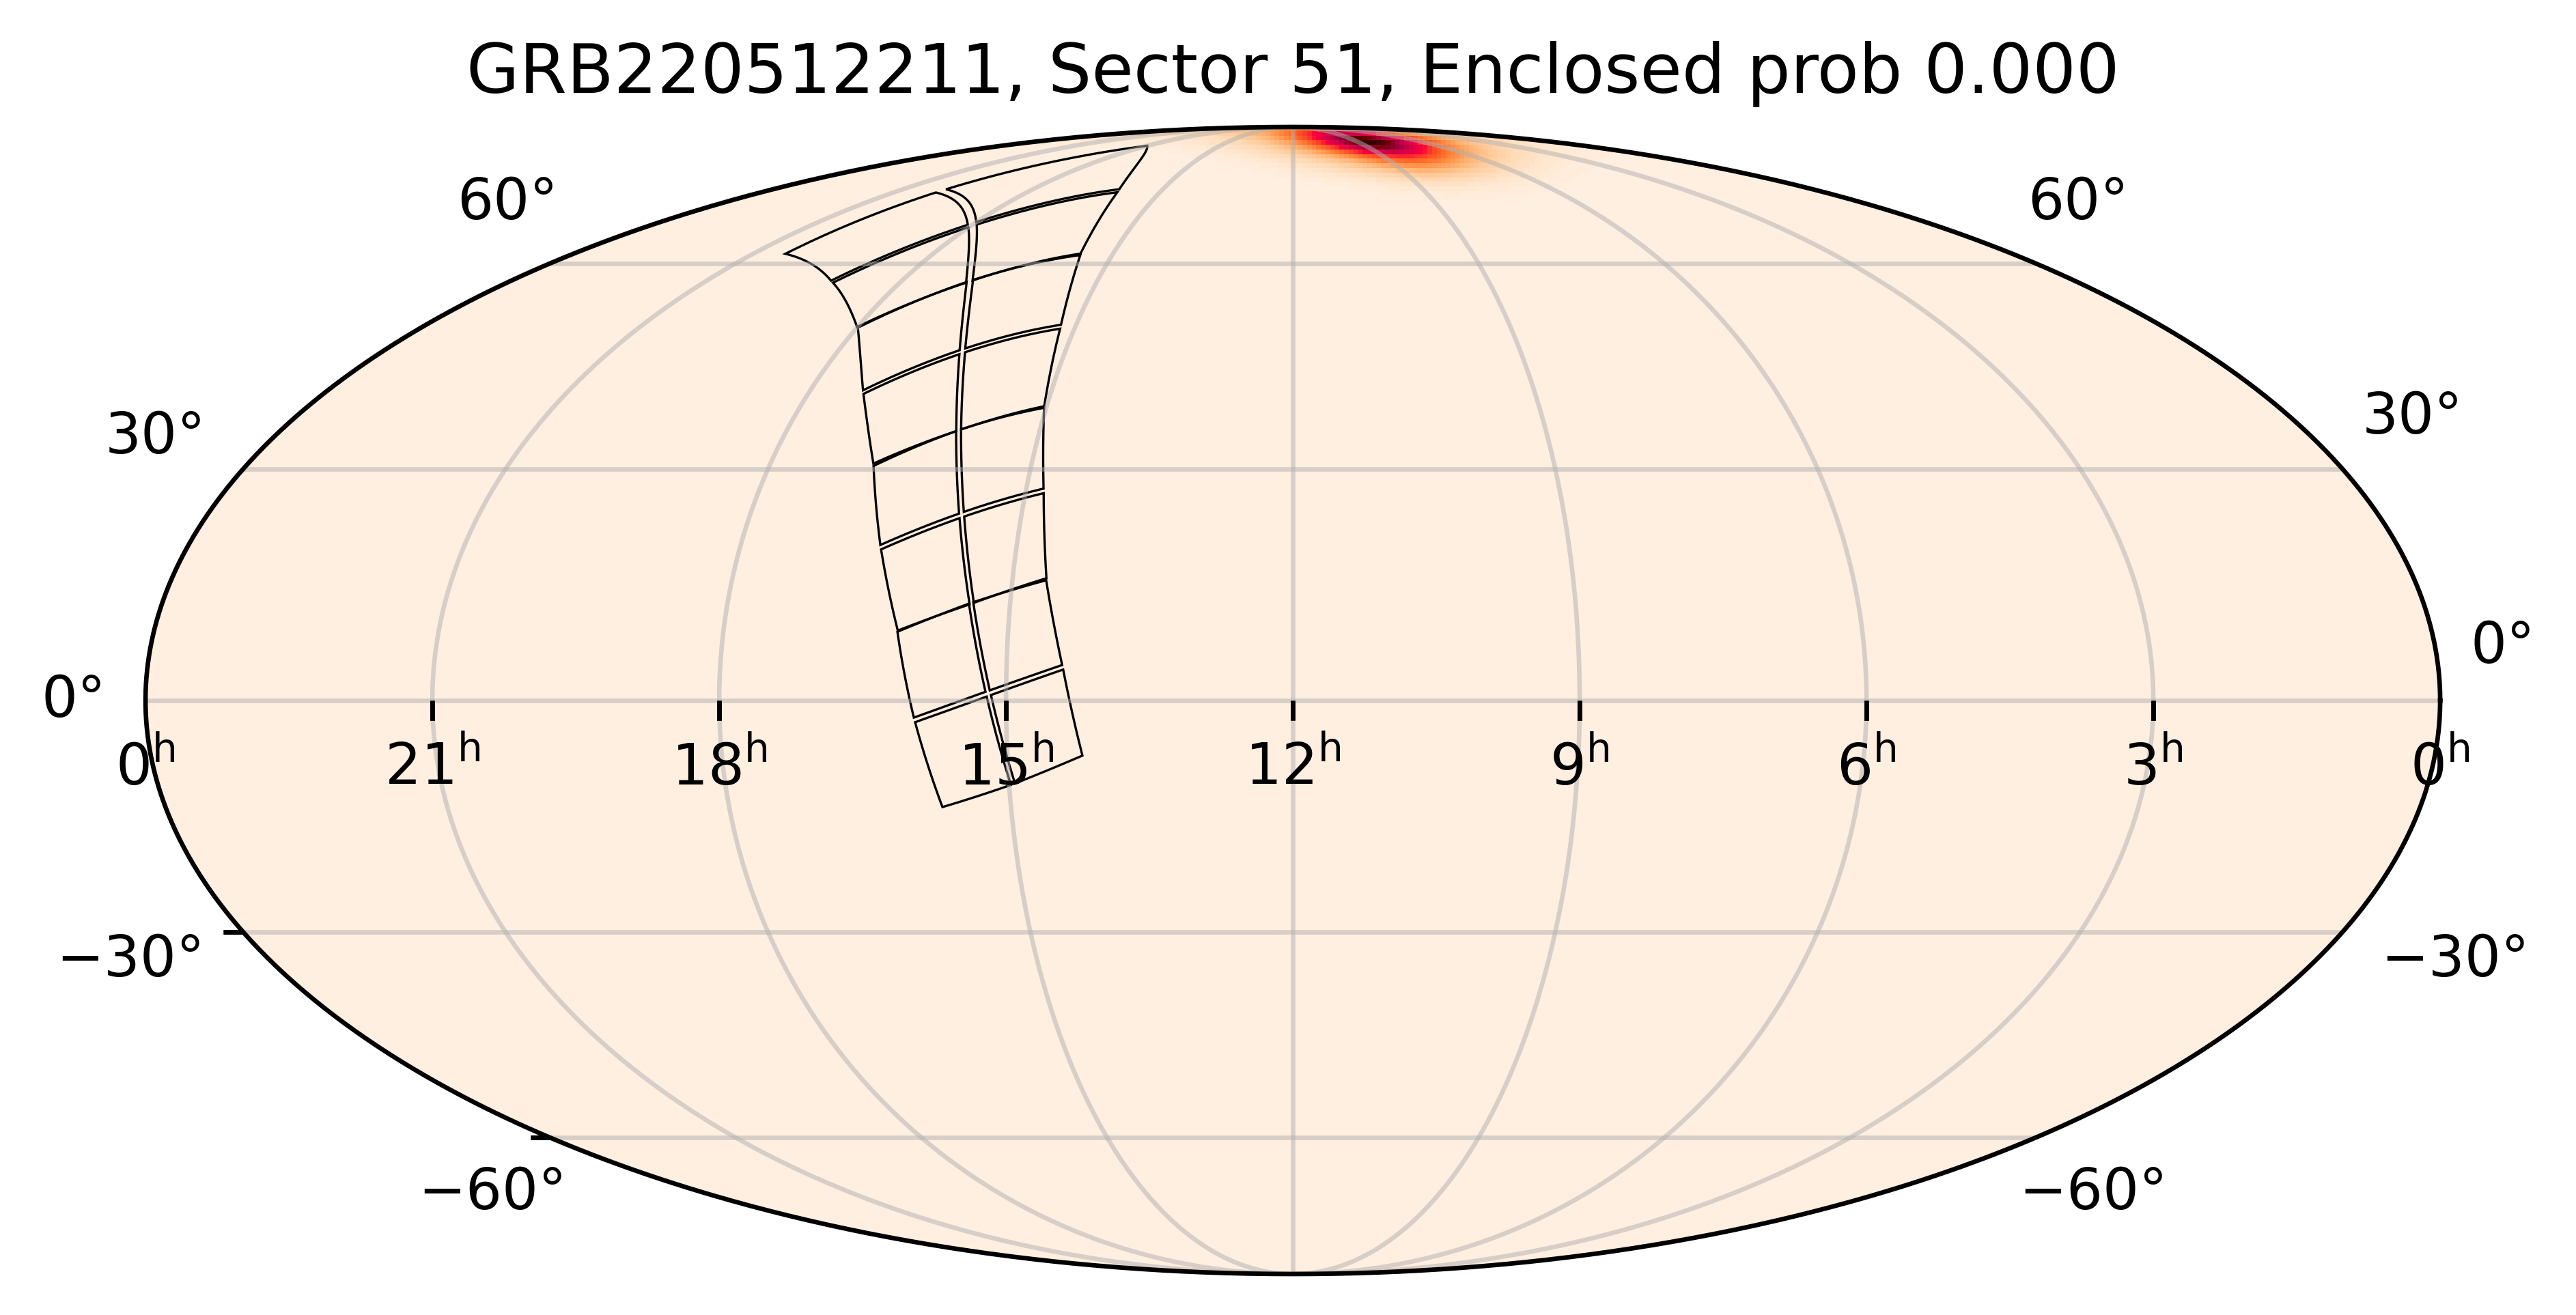 GRB220512211, Sector 51, Enclosed prob 0.000
60° 60°
30° 30°
0° 0°
0ʰ 21ʰ 18ʰ 15ʰ 12ʰ 9ʰ 6ʰ 3ʰ 0ʰ
−30° −30°
−60° −60°